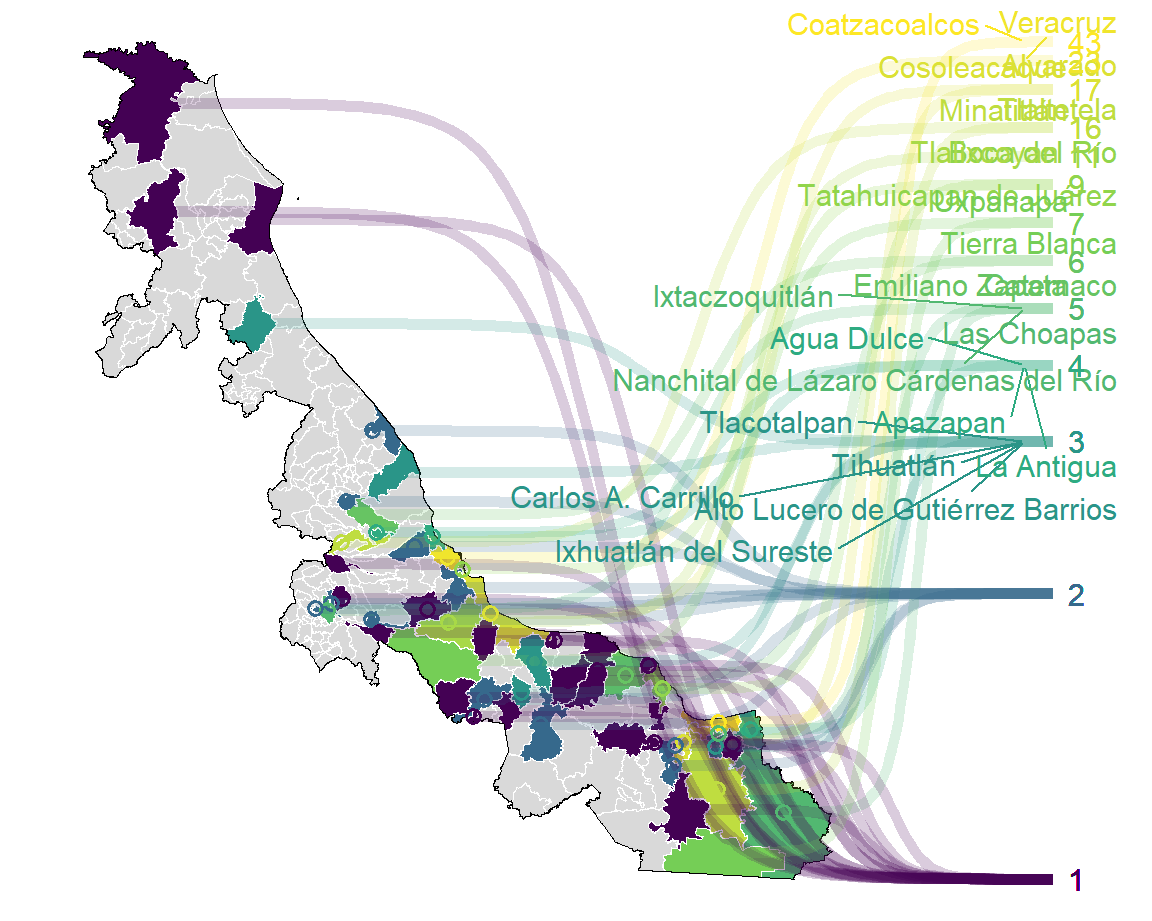 Veracruz
Coatzacoalcos
43
Alvarado
23
Cosoleacaque
17
Tlaltetela
Minatitlán
16
Boca del Río
Tlalixcoyan
11
9
Tatahuicapan de Juárez
Uxpanapa
7
Tierra Blanca
6
Catemaco
Emiliano Zapata
Ixtaczoquitlán
5
Las Choapas
Agua Dulce
4
Nanchital de Lázaro Cárdenas del Río
Tlacotalpan
Apazapan
3
Tihuatlán
La Antigua
Carlos A. Carrillo
Alto Lucero de Gutiérrez Barrios
Ixhuatlán del Sureste
2
1